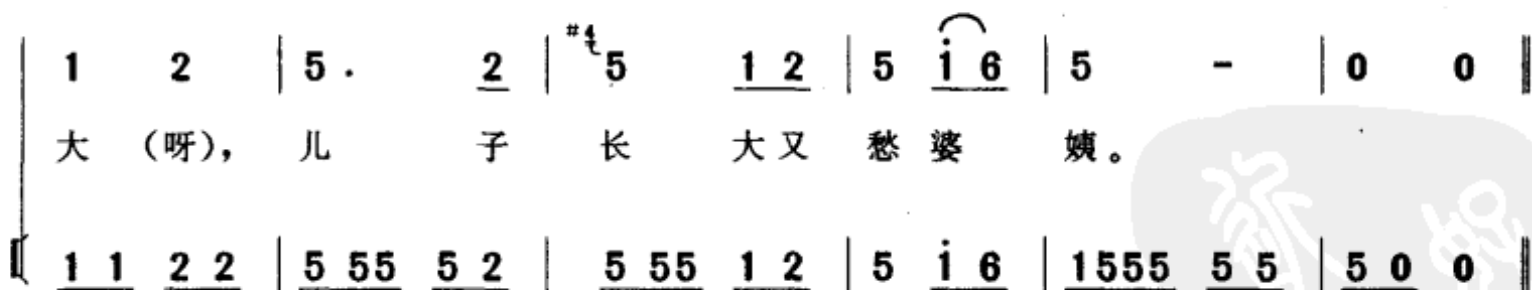 1 2 | 5 . 2 | #4 5 1 2 | 5 i 6 | 5 - | 0 0 ‖
大 （呀）， 儿 子 长 大 又 愁 婆 姨 。
1 1 2 2 | 5 55 5 2 | 5 55 1 2 | 5 i 6 | 1555 5 5 | 5 0 0 ‖